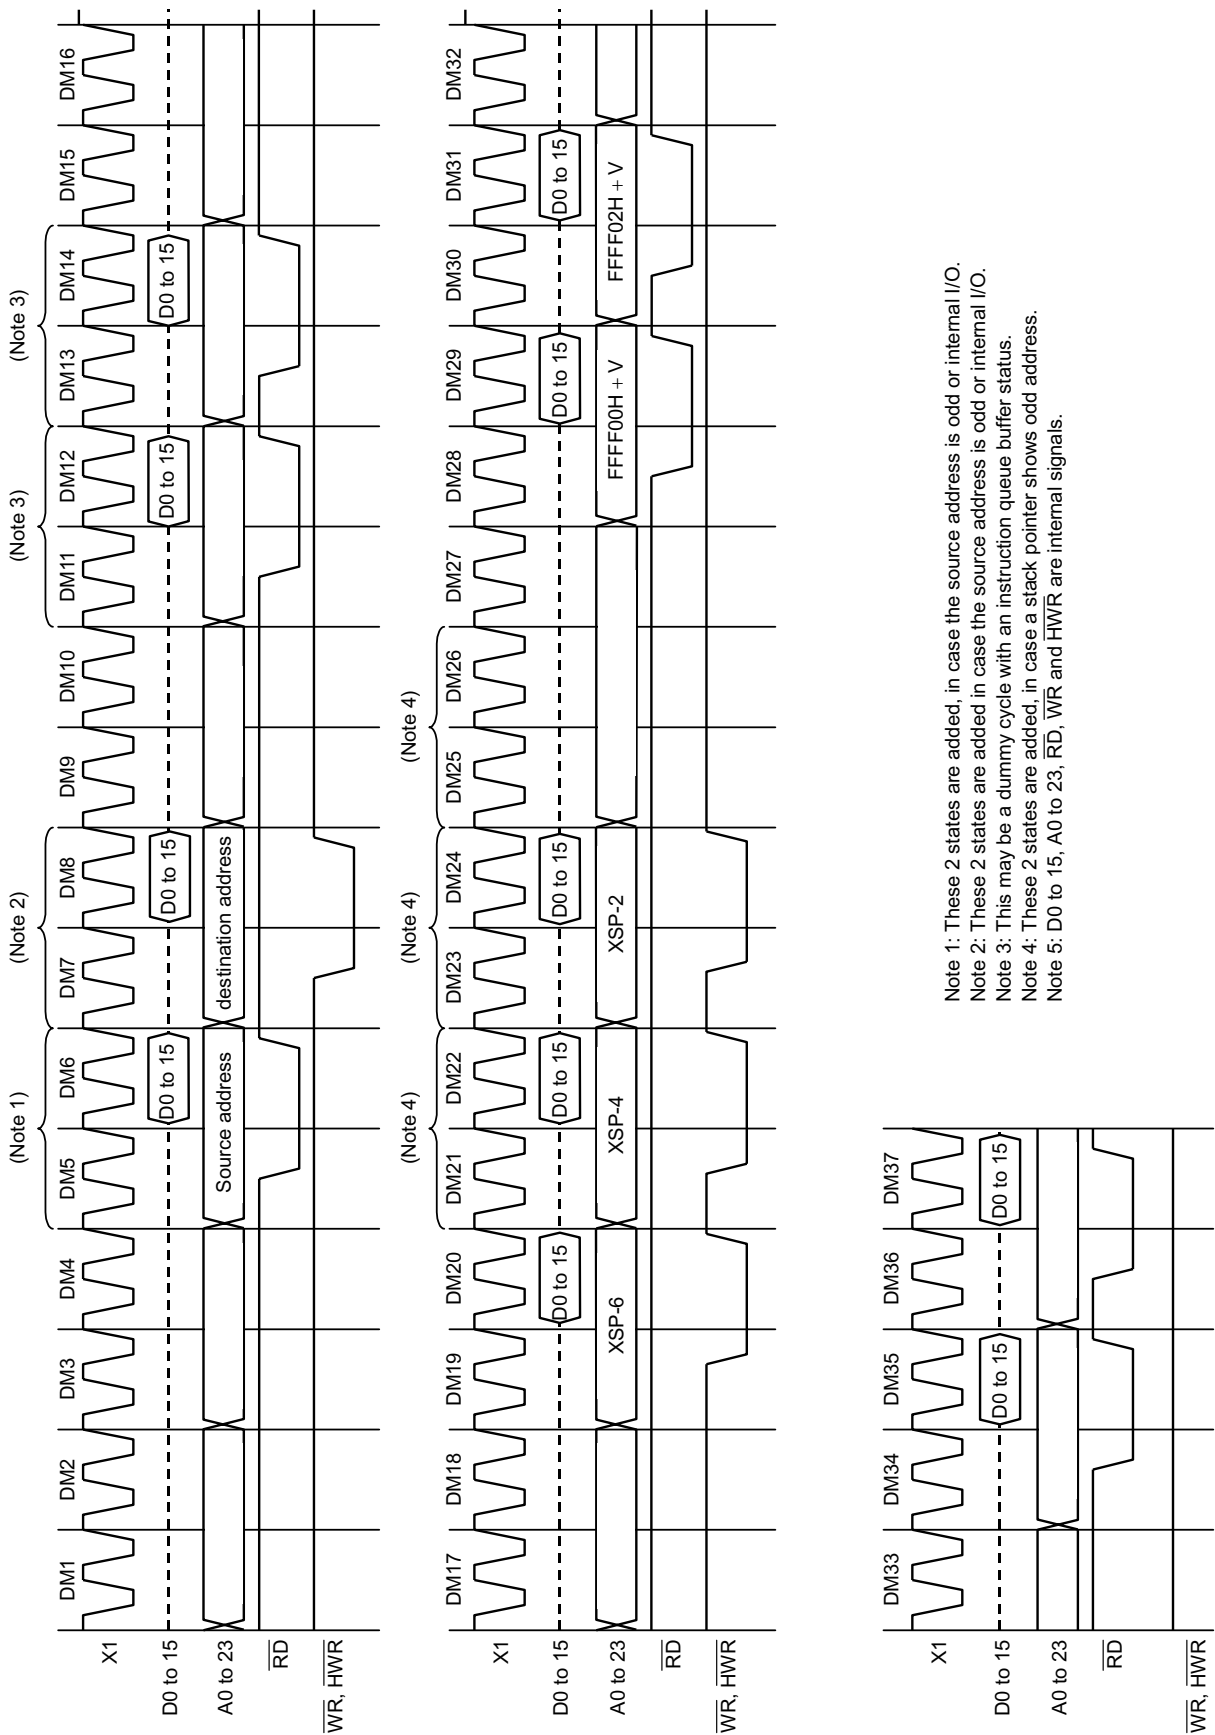 (Note 1)
(Note 2)
(Note 3)
(Note 3)
DM1 DM2 DM3 DM4 DM5 DM6 DM7 DM8 DM9 DM10 DM11 DM12 DM13 DM14 DM15 DM16
X1
D0 to 15 D0 to 15 D0 to 15 D0 to 15 D0 to 15
A0 to 23 Source address destination address
RD
WR, HWR
(Note 4)
(Note 4)
(Note 4)
DM17 DM18 DM19 DM20 DM21 DM22 DM23 DM24 DM25 DM26 DM27 DM28 DM29 DM30 DM31 DM32
X1
D0 to 15 D0 to 15 D0 to 15 D0 to 15 D0 to 15 D0 to 15
A0 to 23 XSP-6 XSP-4 XSP-2 FFFF00H + V FFFF02H + V
RD
WR, HWR
DM33 DM34 DM35 DM36 DM37
X1
D0 to 15 D0 to 15 D0 to 15
A0 to 23
RD
WR, HWR
Note 1: These 2 states are added, in case the source address is odd or internal I/O.
Note 2: These 2 states are added in case the source address is odd or internal I/O.
Note 3: This may be a dummy cycle with an instruction queue buffer status.
Note 4: These 2 states are added, in case a stack pointer shows odd address.
Note 5: D0 to 15, A0 to 23, RD, WR and HWR are internal signals.